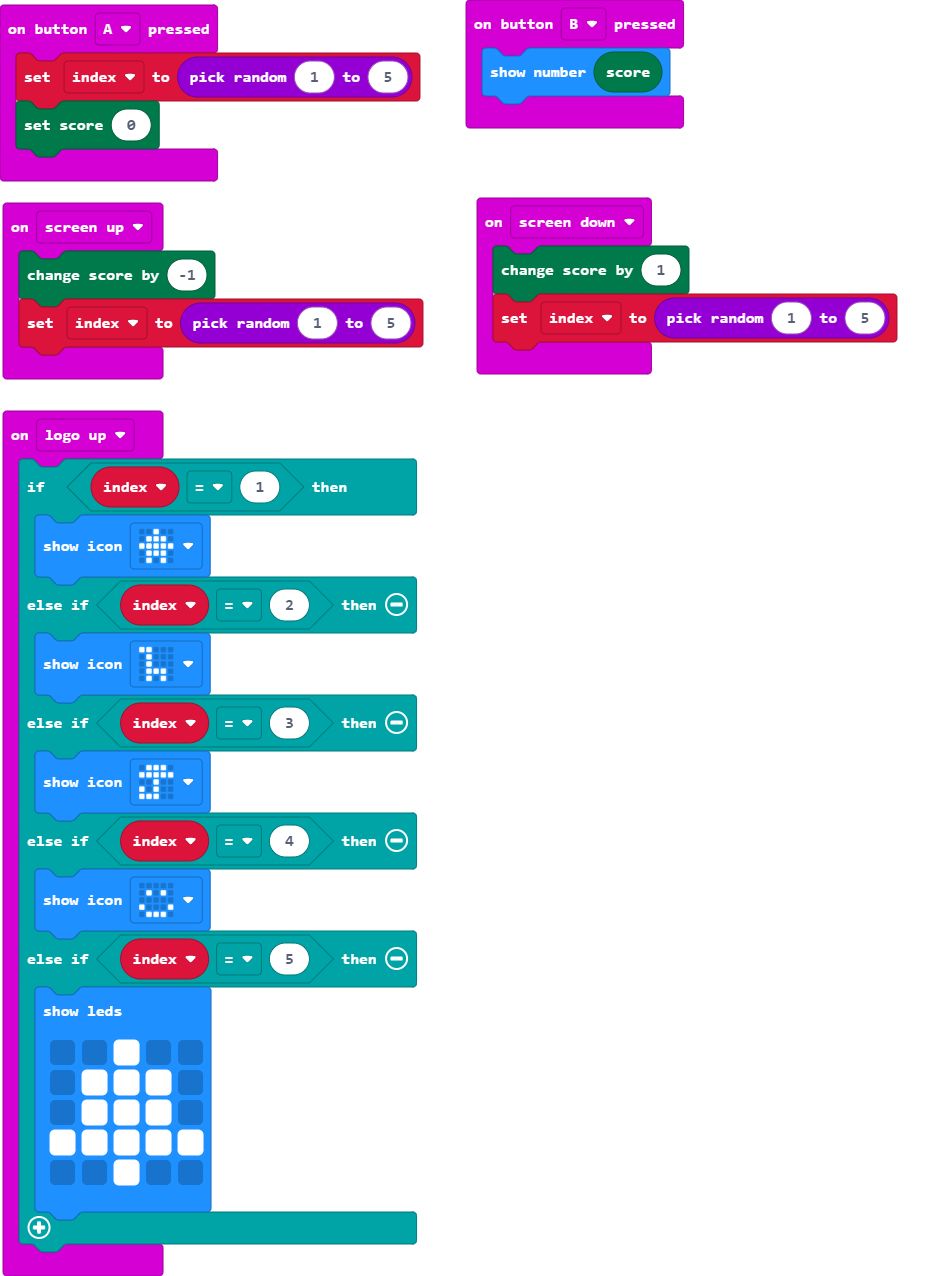 on button A pressed
set index to pick random 1 to 5
set score 0
on button B pressed
show number score
on screen up
change score by -1
set index to pick random 1 to 5
on screen down
change score by 1
set index to pick random 1 to 5
on logo up
if index = 1 then
show icon
else if index = 2 then
show icon
else if index = 3 then
show icon
else if index = 4 then
show icon
else if index = 5 then
show leds